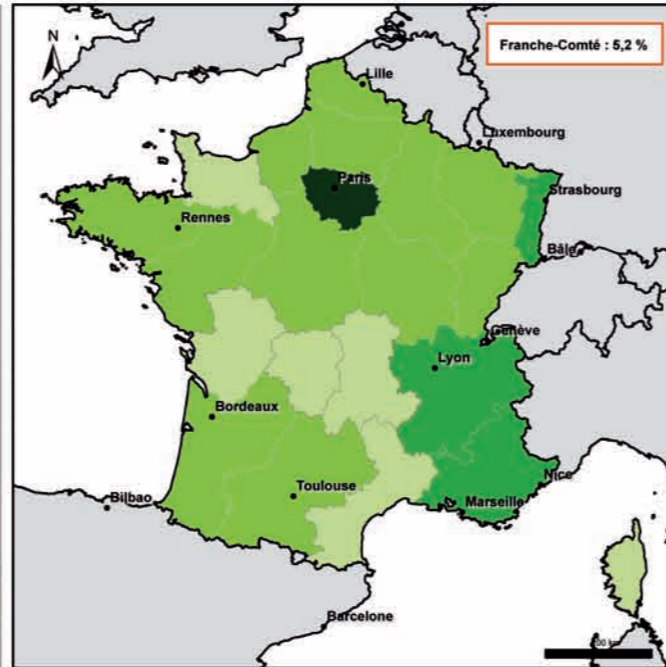 N
Franche-Comté : 5,2 %
Lille
Luxembourg
Paris
Strasbourg
Rennes
Bâle
Genève
Lyon
Bordeaux
Toulouse
Nice
Marseille
Bilbao
Barcelone